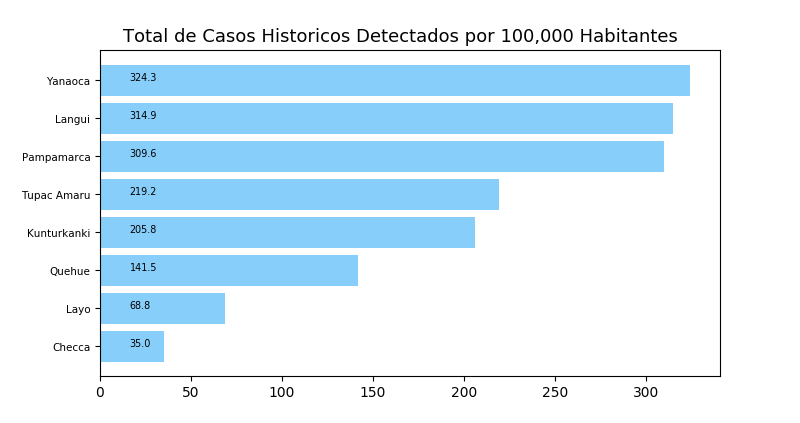 Total de Casos Historicos Detectados por 100,000 Habitantes
Yanaoca 324.3
Langui 314.9
Pampamarca 309.6
Tupac Amaru 219.2
Kunturkanki 205.8
Quehue 141.5
Layo 68.8
Checca 35.0
0 50 100 150 200 250 300